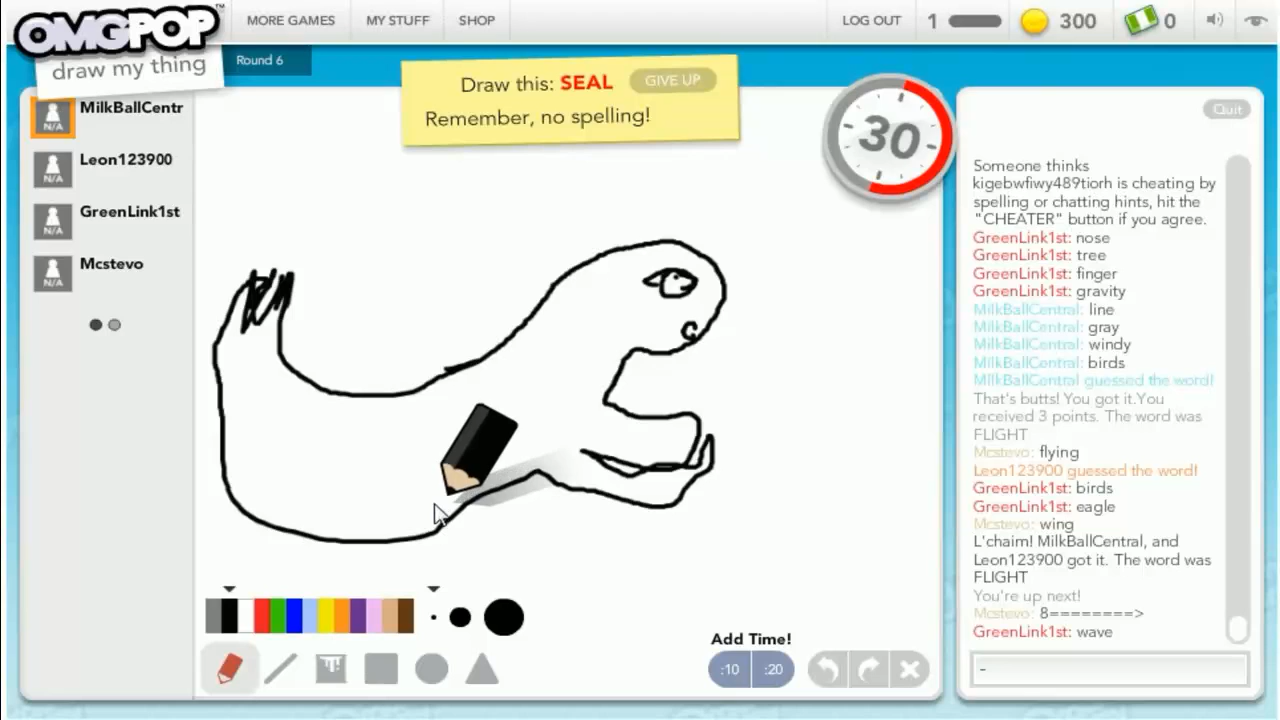 OMGPOP™
MORE GAMES
MY STUFF
SHOP
LOG OUT
1
300
0
draw my thing
Round 6
Draw this: SEAL
GIVE UP
Remember, no spelling!
30
MilkBallCentr
N/A
Leon123900
N/A
GreenLink1st
N/A
Mcstevo
N/A
Quit
Someone thinks
kigebwfiwy489tiorh is cheating by
spelling or chatting hints, hit the
"CHEATER" button if you agree.
GreenLink1st: nose
GreenLink1st: tree
GreenLink1st: finger
GreenLink1st: gravity
MilkBallCentral: line
MilkBallCentral: gray
MilkBallCentral: windy
MilkBallCentral: birds
MilkBallCentral guessed the word!
That's butts! You got it.You
received 3 points. The word was
FLIGHT
Mcstevo: flying
Leon123900 guessed the word!
GreenLink1st: birds
GreenLink1st: eagle
Mcstevo: wing
L'chaim! MilkBallCentral, and
Leon123900 got it. The word was
FLIGHT
You're up next!
Mcstevo: 8========>
GreenLink1st: wave
-
Add Time!
:10
:20